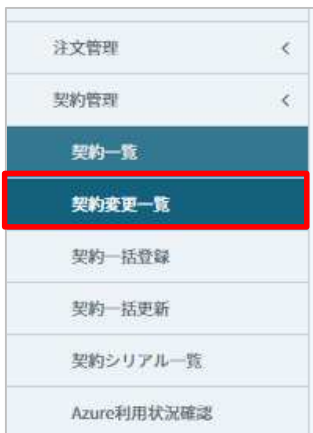 注文管理
契約管理
契約一覧
契約変更一覧
契約一括登録
契約一括更新
契約シリアル一覧
Azure利用状況確認